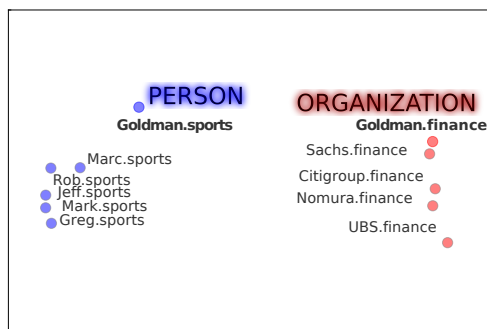 PERSON
ORGANIZATION
Goldman.sports
Goldman.finance
Marc.sports
Sachs.finance
Rob.sports
Citigroup.finance
Jeff.sports
Nomura.finance
Mark.sports
Greg.sports
UBS.finance